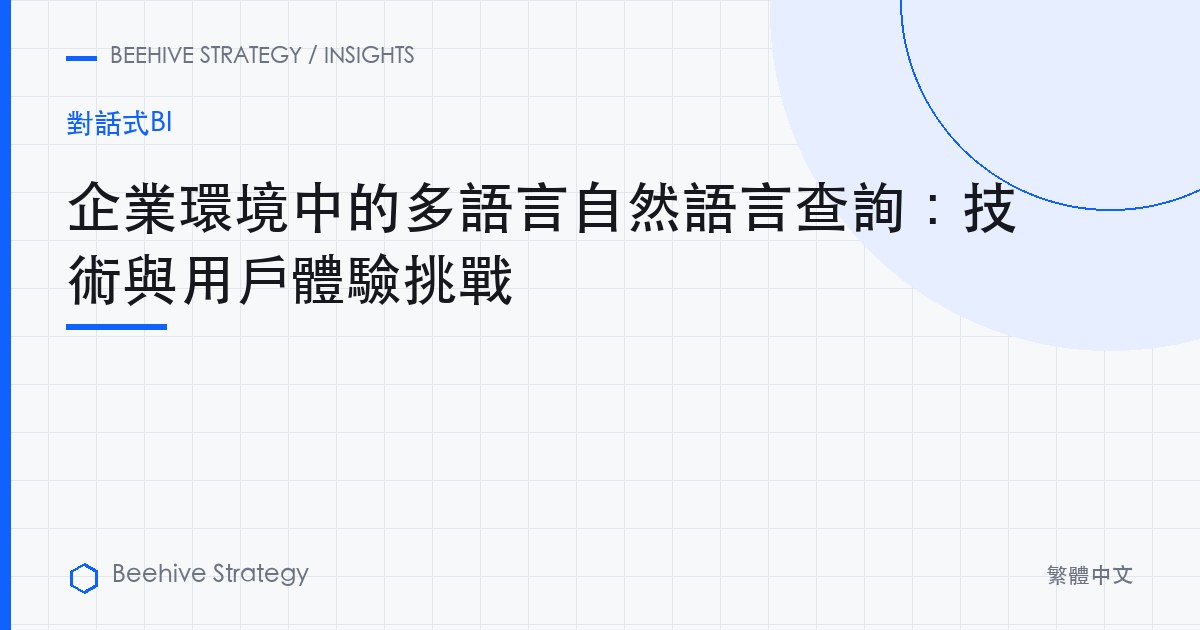 BEEHIVE STRATEGY / INSIGHTS
對話式BI
企業環境中的多語言自然語言查詢：技
術與用戶體驗挑戰
Beehive Strategy
繁體中文